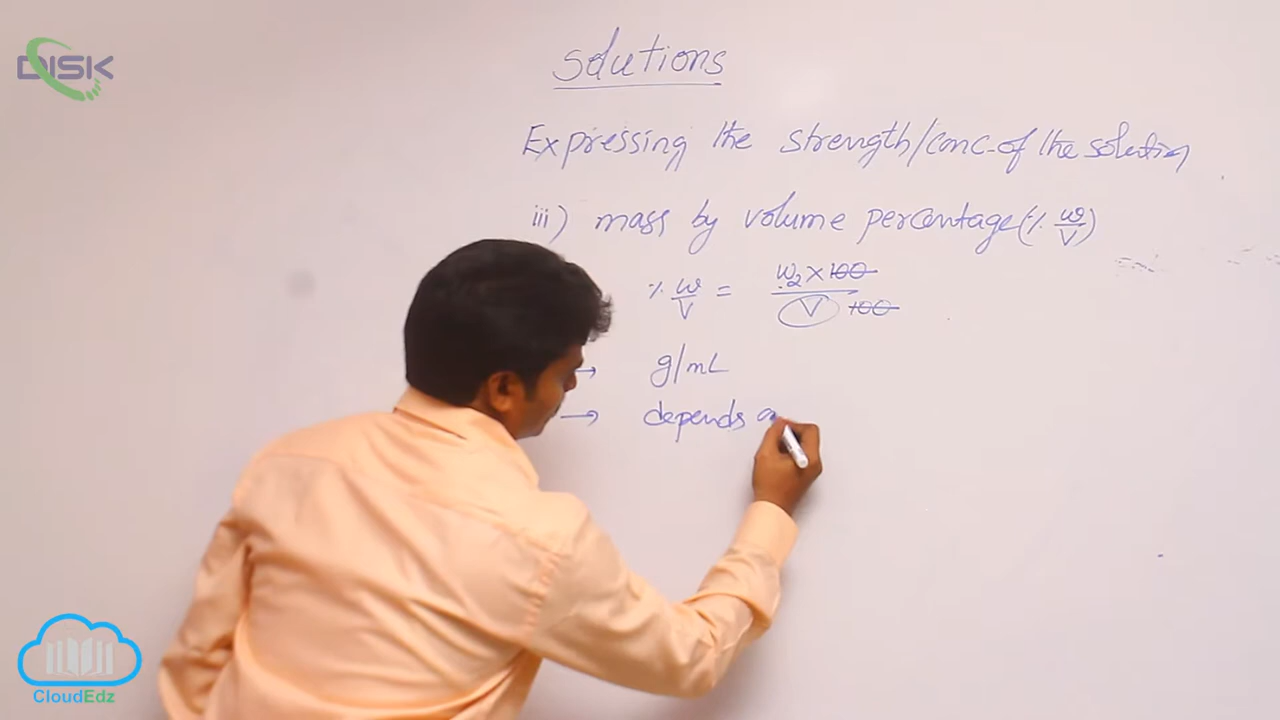 DISK
Solutions
Expressing the strength/conc. of the solution
iii) mass by volume percentage (% w/V)
% w/V = w₂ × 100 / V 100
→ g/mL
→ depends on
CloudEdz